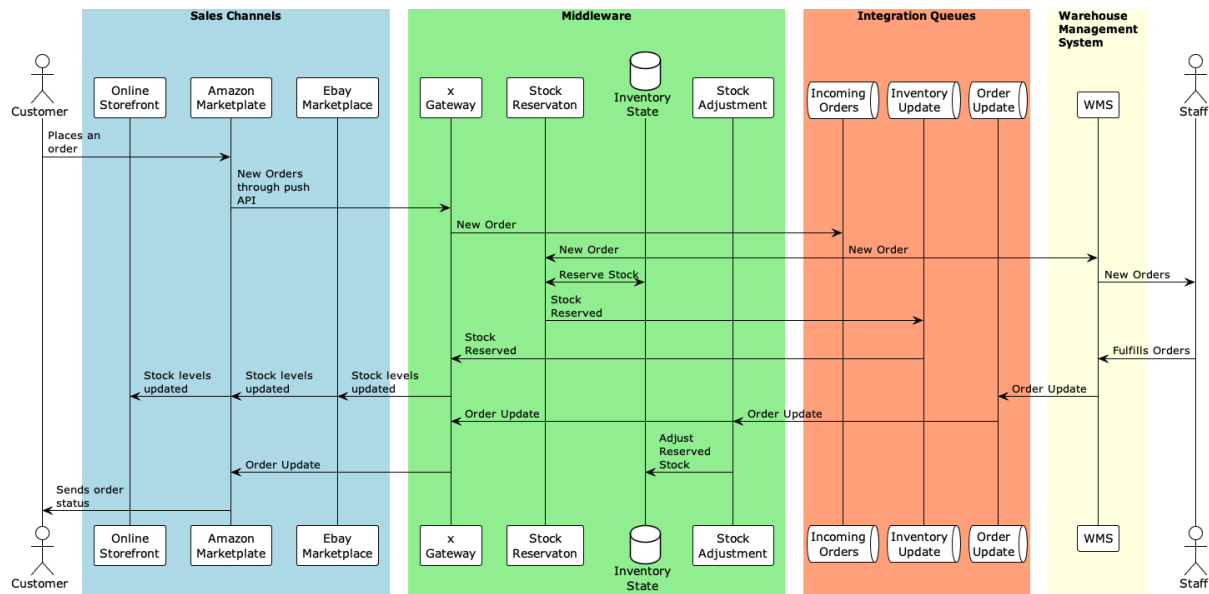 Sales Channels
Middleware
Integration Queues
Warehouse
Management
System
Customer
Online
Storefront
Amazon
Marketplace
Ebay
Marketplace
x
Gateway
Stock
Reservaton
Inventory
State
Stock
Adjustment
Incoming
Orders
Inventory
Update
Order
Update
WMS
Staff
Places an
order
New Orders
through push
API
New Order
New Order
New Order
New Orders
Reserve Stock
Stock
Reserved
Stock
Reserved
Fulfills Orders
Stock levels
updated
Stock levels
updated
Stock levels
updated
Order Update
Order Update
Order Update
Adjust
Reserved
Stock
Order Update
Sends order
status
Customer
Online
Storefront
Amazon
Marketplace
Ebay
Marketplace
x
Gateway
Stock
Reservaton
Inventory
State
Stock
Adjustment
Incoming
Orders
Inventory
Update
Order
Update
WMS
Staff